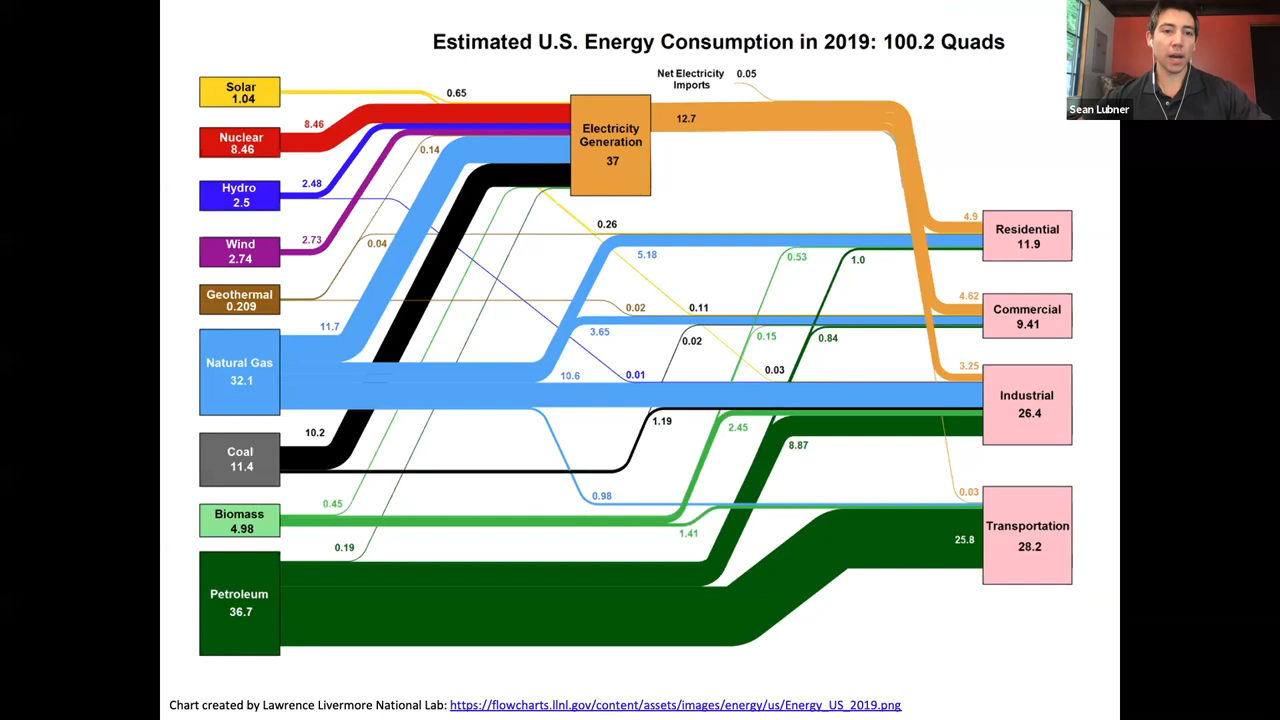 Estimated U.S. Energy Consumption in 2019: 100.2 Quads
Sean Lubner
Net Electricity
Imports
0.05
Solar
1.04
0.65
Nuclear
8.46
8.46
Electricity
Generation
37
12.7
0.14
Hydro
2.5
2.48
Wind
2.74
2.73
0.04
Geothermal
0.209
0.26
5.18
0.53
1.0
4.9
Residential
11.9
0.02
0.11
4.62
Commercial
9.41
Natural Gas
32.1
11.7
3.65
0.02
0.15
0.84
10.6
0.01
0.03
3.25
Industrial
26.4
Coal
11.4
10.2
1.19
2.45
8.87
Biomass
4.98
0.45
0.98
1.41
0.03
Transportation
28.2
25.8
0.19
Petroleum
36.7
Chart created by Lawrence Livermore National Lab: https://flowcharts.llnl.gov/content/assets/images/energy/us/Energy_US_2019.png